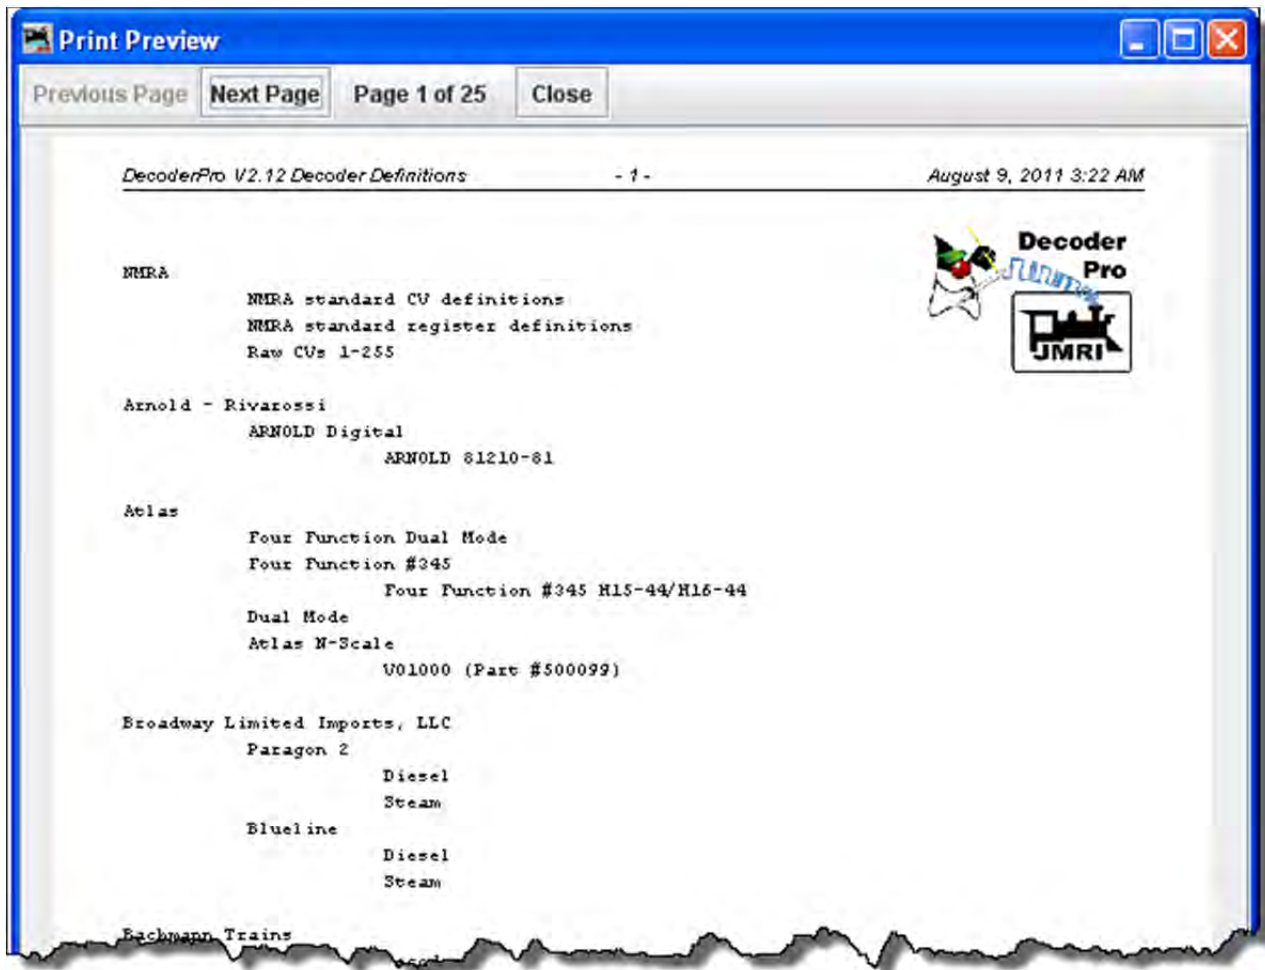 Print Preview
Previous Page Next Page Page 1 of 25 Close
DecoderPro V2.12 Decoder Definitions - 1 - August 9, 2011 3:22 AM
Decoder
Pro
JMRI
NMRA
NMRA standard CV definitions
NMRA standard register definitions
Raw CVs 1-255
Arnold - Rivarossi
ARNOLD Digital
ARNOLD 81210-81
Atlas
Four Function Dual Mode
Four Function #345
Four Function #345 H15-44/H16-44
Dual Mode
Atlas N-Scale
VO1000 (Part #500099)
Broadway Limited Imports, LLC
Paragon 2
Diesel
Steam
Blueline
Diesel
Steam
Bachmann Trains